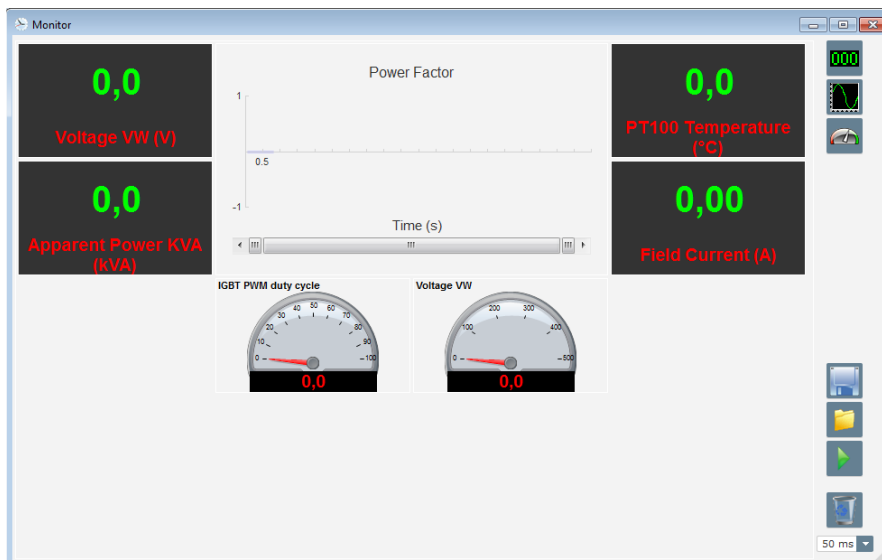 Monitor
0,0
Voltage VW (V)
0,0
Apparent Power KVA
(kVA)
Power Factor
1
0.5
-1
Time (s)
0,0
PT100 Temperature
(°C)
0,00
Field Current (A)
000
IGBT PWM duty cycle
0
10
20
30
40
50
60
70
80
90
100
0,0
Voltage VW
0
100
200
300
400
500
0,0
50 ms